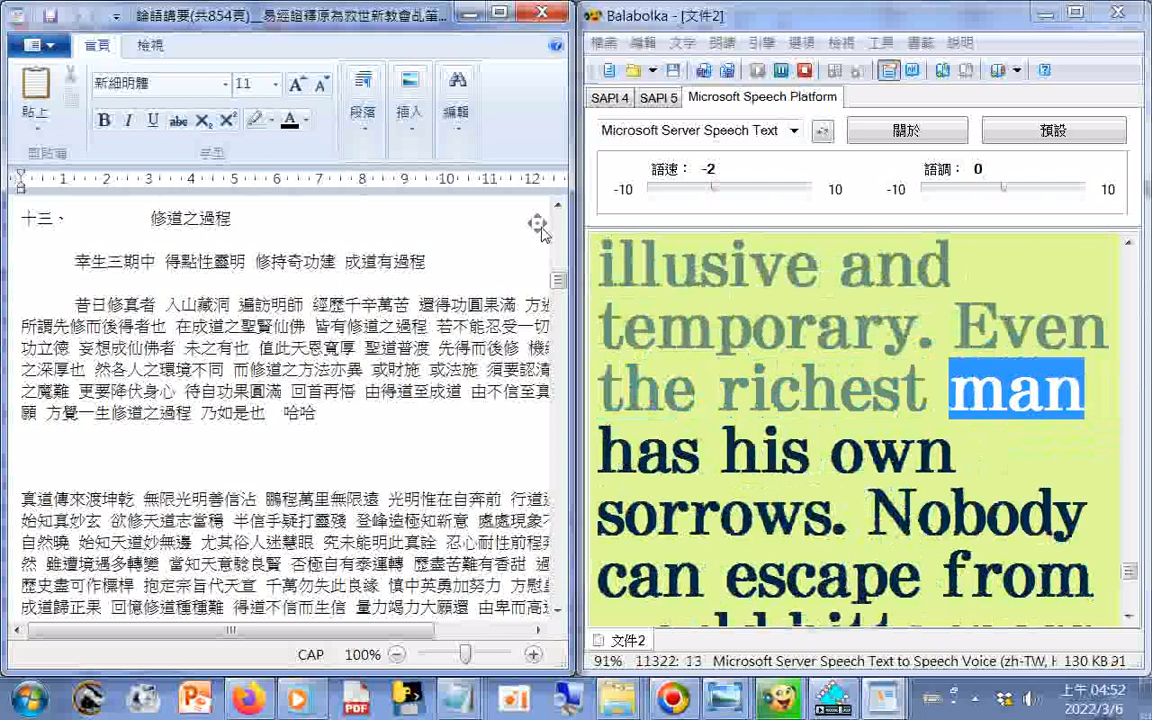 論語講要(共854頁)__易經證釋原為救世新教會乩筆...
首頁 檢視
新細明體 11
貼上
段落 插入 編輯
剪貼簿 字型
1 2 3 4 5 6 7 8 9 10 11 12
十三、 修道之過程
幸生三期中 得點性靈明 修持奇功建 成道有過程
昔日修真者 入山藏洞 遍訪明師 經歷千辛萬苦 還得功圓果滿
所謂先修而後得者也 在成道之聖賢仙佛 皆有修道之過程 若不能忍受一切
功立德 妄想成仙佛者 未之有也 值此天恩寬厚 聖道普渡 先得而後修
之深厚也 然各人之環境不同 而修道之方法亦異 或財施 或法施 須要認清
之魔難 更要降伏身心 待自功果圓滿 回首再悟 由得道至成道 由不信至真
願 方覺一生修道之過程 乃如是也 哈哈
真道傳來渡坤乾 無限光明善信沾 鵬程萬里無限遠 光明惟在自奔前 行道
始知真妙玄 欲修天道志當穩 半信手疑打靈殘 登峰造極知新意 處處現象
自然曉 始知天道妙無邊 尤其俗人迷慧眼 究未能明此真詮 忍心耐性前程
然 雖遭境遇多轉變 當知天意驗良賢 否極自有泰運轉 歷盡苦難有香甜
歷史盡可作標桿 抱定宗旨代天宣 千萬勿失此良緣 慎中英勇加努力 方慰
成道歸正果 回憶修道種種難 得道不信而生信 量力竭力大願還 由卑而高
CAP 100%
Balabolka - [文件2]
檔案 編輯 文字 朗讀 引擎 選項 檢視 工具 書籤 說明
SAPI 4 SAPI 5 Microsoft Speech Platform
Microsoft Server Speech Text +? 關於 預設
語速： -2 語調： 0
-10 10 -10 10
illusive and
temporary. Even
the richest man
has his own
sorrows. Nobody
can escape from
文件2
91% 11322: 13 Microsoft Server Speech Text to Speech Voice (zh-TW, 130 KB 91
PDF
上午 04:52
2022/3/6